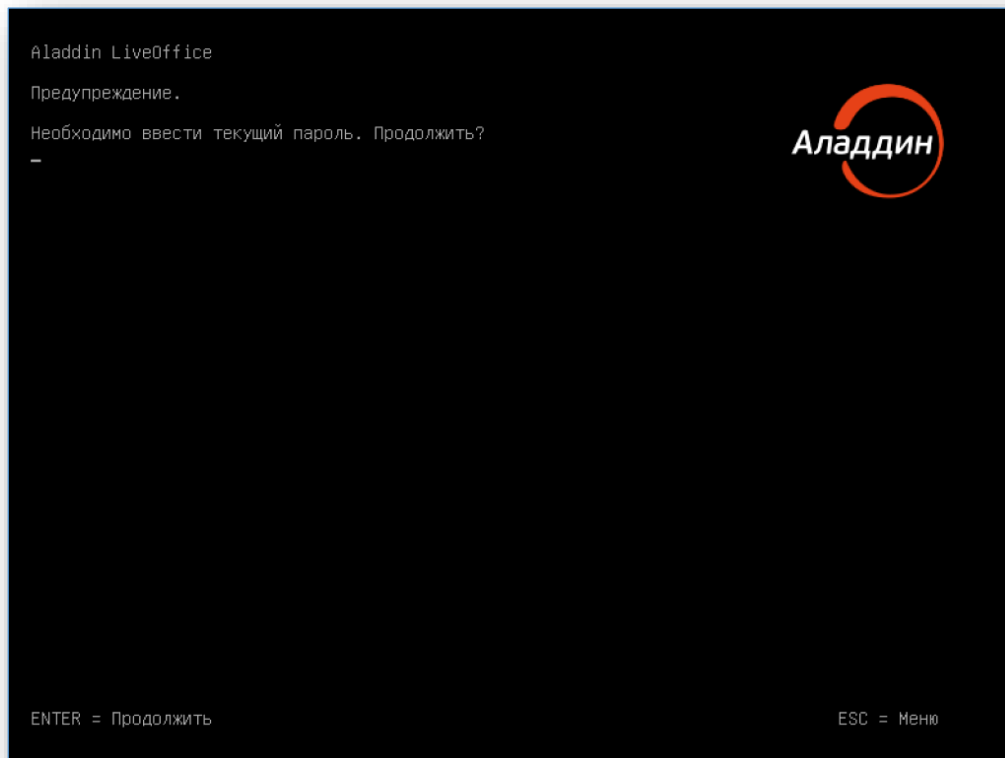 Aladdin LiveOffice
Предупреждение.
Необходимо ввести текущий пароль. Продолжить?
Аладдин
ENTER = Продолжить
ESC = Меню